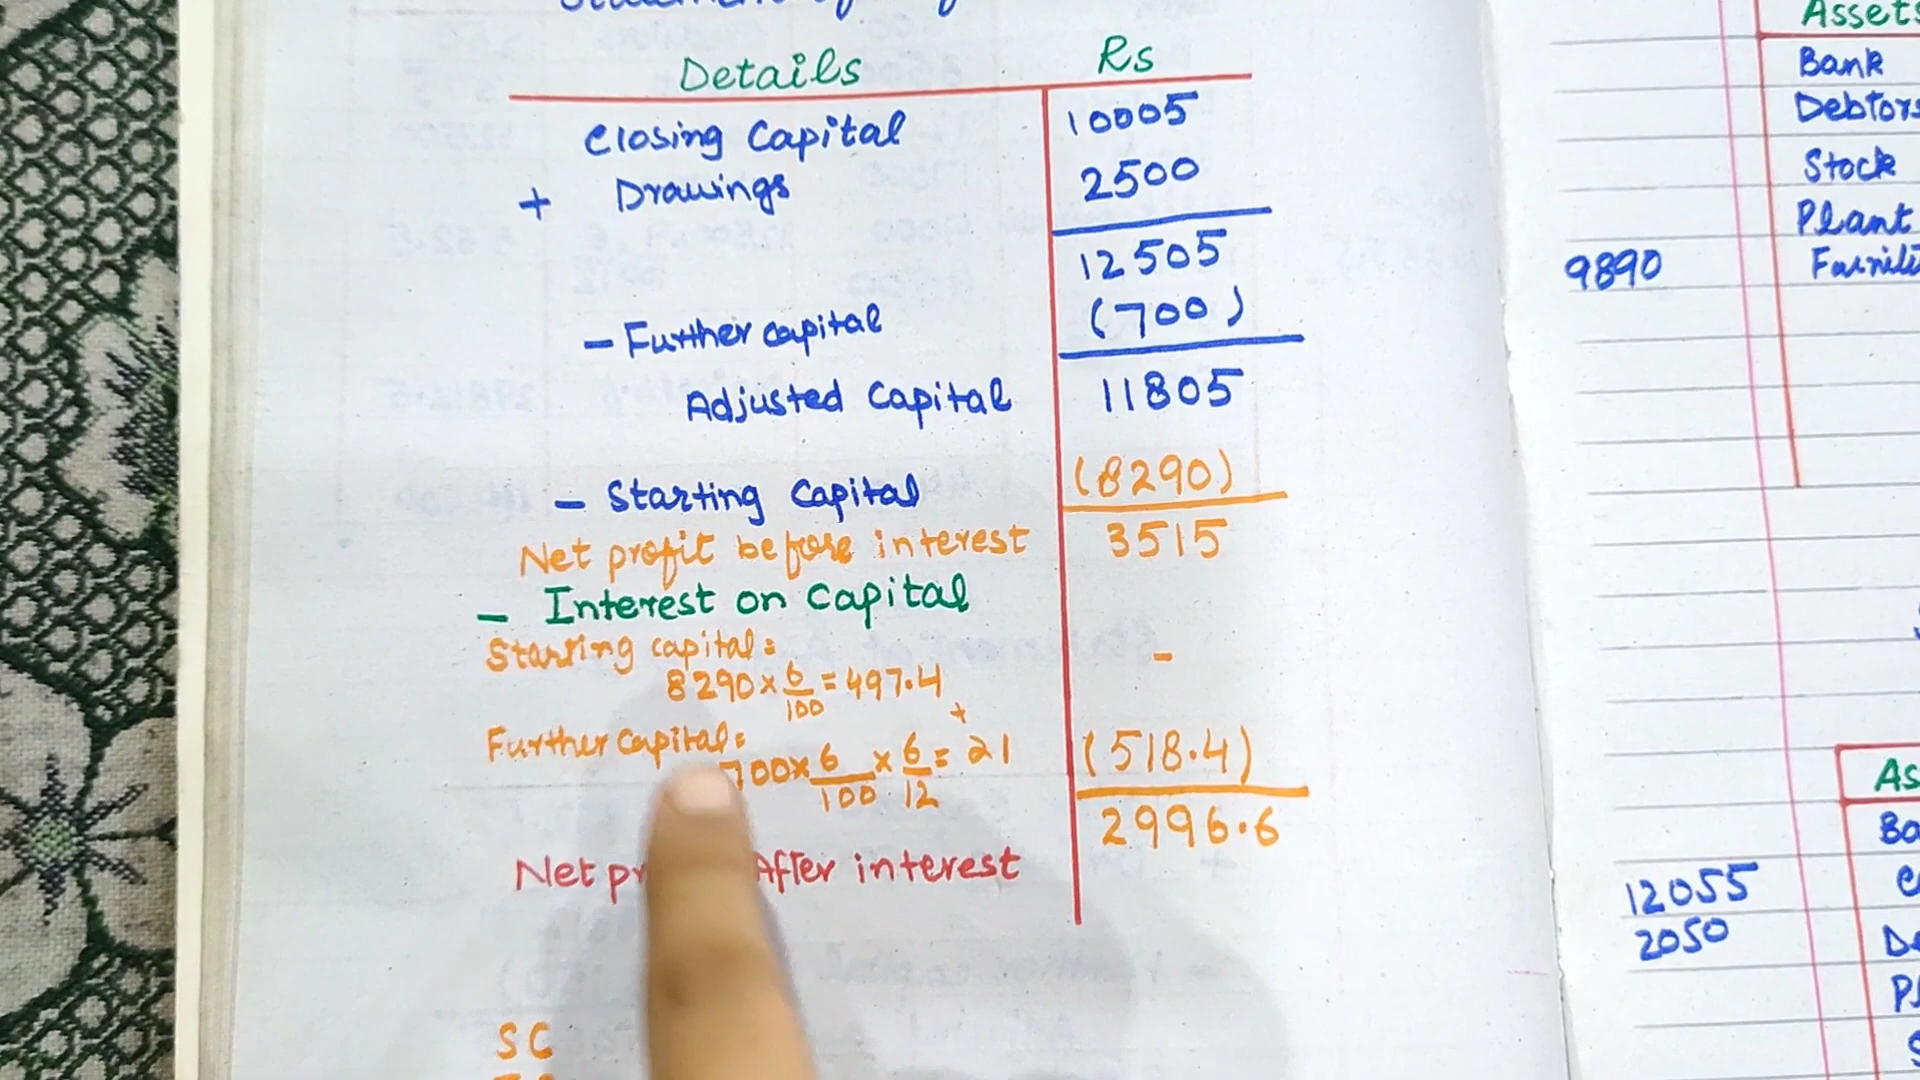 Details Rs
Closing Capital 10005
+ Drawings 2500
12505
- Further capital (700)
Adjusted Capital 11805
- Starting Capital (8290)
Net profit before interest 3515
- Interest on Capital
Starting capital: -
8290 × 6/100 = 497.4
+
Further capital:
700 × 6/100 × 6/12 = 21 (518.4)
2996.6
Net After interest
SC
Assets
Bank
Debtors
Stock
Plant
9890
12055
2050